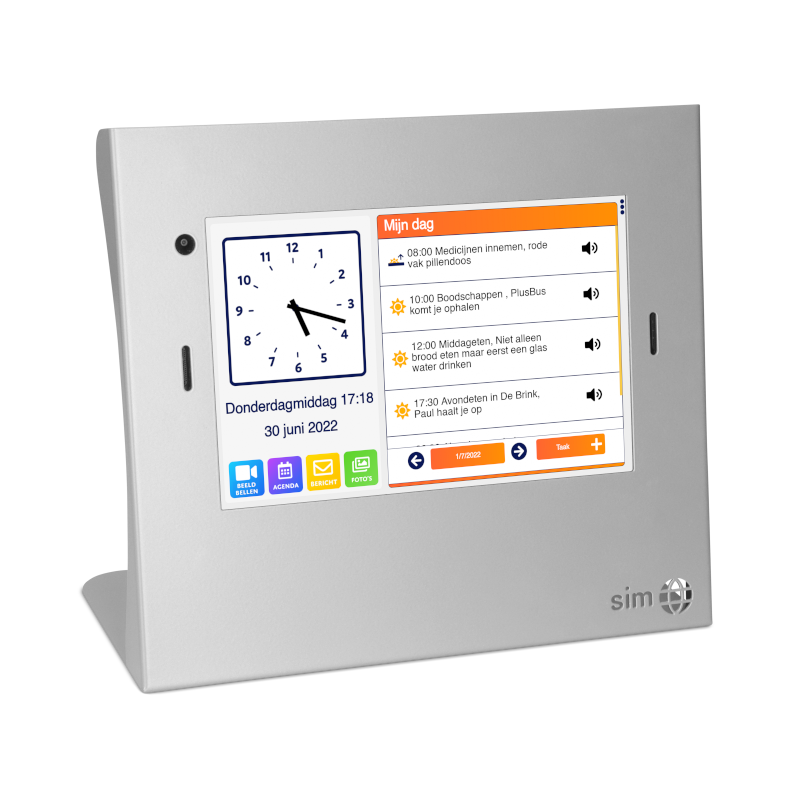 Mijn dag
12
1
2
3
4
5
6
7
8
9
10
11
Donderdagmiddag 17:18
30 juni 2022
BEELD
BELLEN
AGENDA
BERICHT
FOTO'S
08:00 Medicijnen innemen, rode
vak pillendoos
10:00 Boodschappen , PlusBus
komt je ophalen
12:00 Middageten, Niet alleen
brood eten maar eerst een glas
water drinken
17:30 Avondeten in De Brink,
Paul haalt je op
1/7/2022
Taak
sim